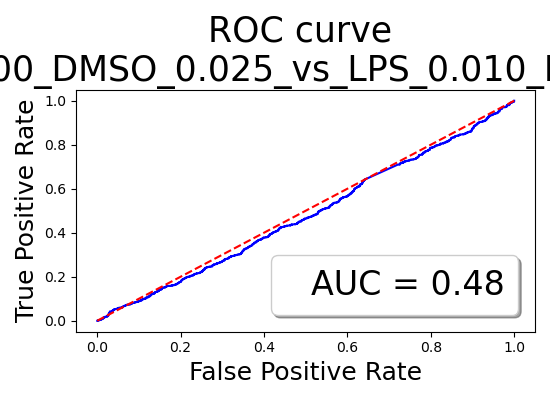 ROC curve
00_DMSO_0.025_vs_LPS_0.010_
True Positive Rate
1.0
0.8
0.6
0.4
0.2
0.0
AUC = 0.48
0.0 0.2 0.4 0.6 0.8 1.0
False Positive Rate